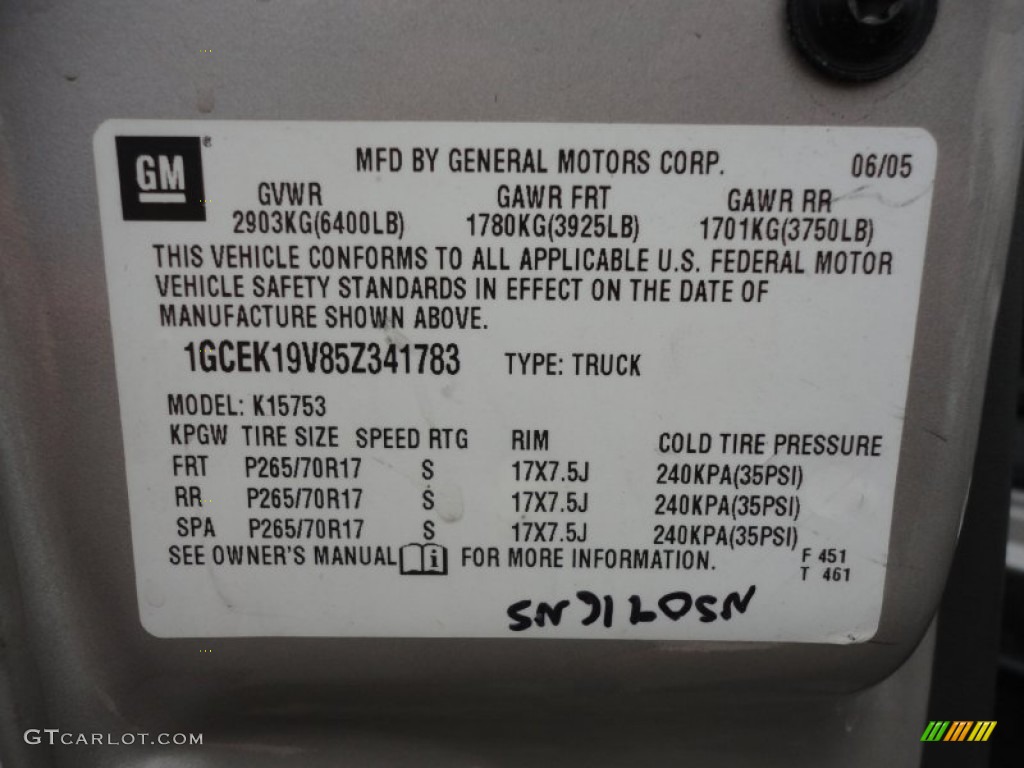 GM ®
MFD BY GENERAL MOTORS CORP. 06/05
GVWR GAWR FRT GAWR RR
2903KG(6400LB) 1780KG(3925LB) 1701KG(3750LB)
THIS VEHICLE CONFORMS TO ALL APPLICABLE U.S. FEDERAL MOTOR
VEHICLE SAFETY STANDARDS IN EFFECT ON THE DATE OF
MANUFACTURE SHOWN ABOVE.
1GCEK19V85Z341783 TYPE: TRUCK
MODEL: K15753
KPGW TIRE SIZE SPEED RTG RIM COLD TIRE PRESSURE
FRT P265/70R17 S 17X7.5J 240KPA(35PSI)
RR P265/70R17 S 17X7.5J 240KPA(35PSI)
SPA P265/70R17 S 17X7.5J 240KPA(35PSI)
SEE OWNER'S MANUAL i FOR MORE INFORMATION.
F 451
T 461
GTCARLOT.COM